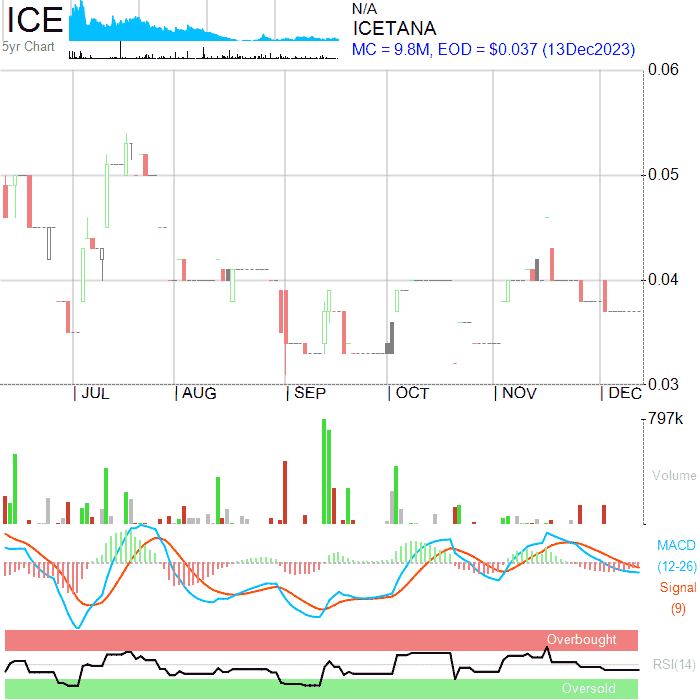 ICE
5yr Chart
N/A
ICETANA
MC = 9.8M, EOD = $0.037 (13Dec2023)
0.06
0.05
0.04
0.03
JUL AUG SEP OCT NOV DEC
797k
Volume
MACD
(12-26)
Signal
(9)
Overbought
RSI(14)
Oversold